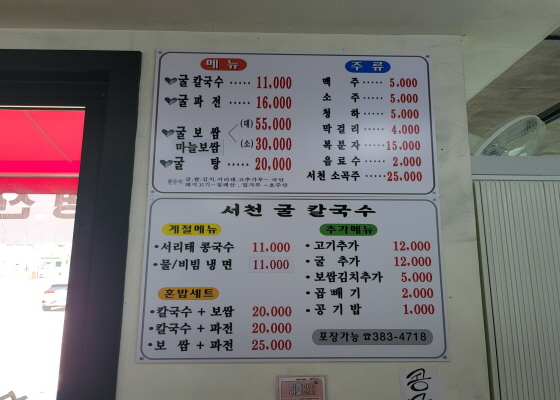 메뉴
굴칼국수 ····· 11,000
굴파전 ····· 16,000
굴보쌈 (대) 55,000
마늘보쌈 (소) 30,000
굴탕 ····· 20,000
주류
맥주 ····· 5,000
소주 ····· 5,000
청하 ····· 5,000
막걸리 ···· 4,000
복분자 ····· 15,000
음료수 ····· 2,000
서천 소곡주 ····· 25,000
서천 굴 칼국수
계절메뉴
·서리태 콩국수 11,000
·물/비빔 냉면 11,000
혼밥세트
·칼국수 + 보쌈 20,000
·칼국수 + 파전 20,000
·보쌈 + 파전 25,000
추가메뉴
·고기추가 12,000
·굴추가 12,000
·보쌈김치추가 5,000
·곱빼기 2,000
·공기밥 1,000
포장가능 ☎383-4718
콩